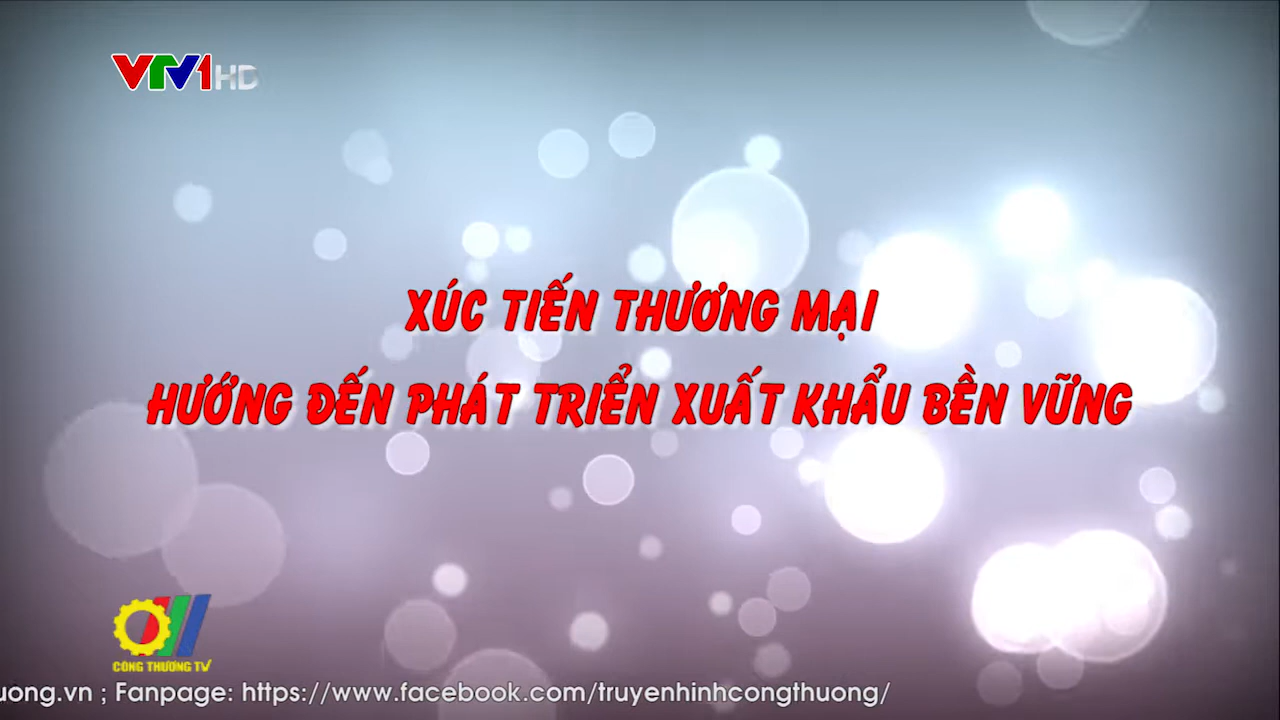 VTV1 HD
XÚC TIẾN THƯƠNG MẠI
HƯỚNG ĐẾN PHÁT TRIỂN XUẤT KHẨU BỀN VỮNG
CÔNG THƯƠNG TV
uong.vn ; Fanpage: https://www.facebook.com/truyenhinhcongthuong/